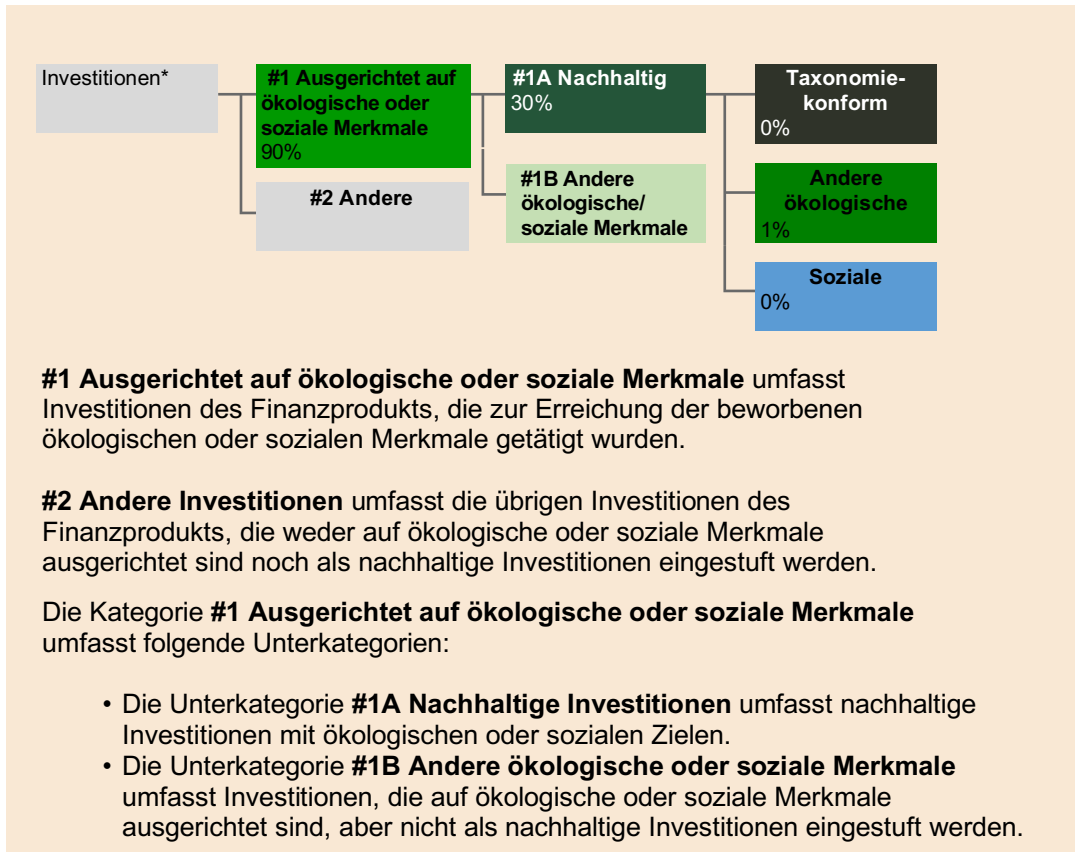 Investitionen*
#1 Ausgerichtet auf
ökologische oder
soziale Merkmale
90%
#2 Andere
#1A Nachhaltig
30%
#1B Andere
ökologische/
soziale Merkmale
Taxonomie-
konform
0%
Andere
ökologische
1%
Soziale
0%
#1 Ausgerichtet auf ökologische oder soziale Merkmale umfasst
Investitionen des Finanzprodukts, die zur Erreichung der beworbenen
ökologischen oder sozialen Merkmale getätigt wurden.
#2 Andere Investitionen umfasst die übrigen Investitionen des
Finanzprodukts, die weder auf ökologische oder soziale Merkmale
ausgerichtet sind noch als nachhaltige Investitionen eingestuft werden.
Die Kategorie #1 Ausgerichtet auf ökologische oder soziale Merkmale
umfasst folgende Unterkategorien:
• Die Unterkategorie #1A Nachhaltige Investitionen umfasst nachhaltige
Investitionen mit ökologischen oder sozialen Zielen.
• Die Unterkategorie #1B Andere ökologische oder soziale Merkmale
umfasst Investitionen, die auf ökologische oder soziale Merkmale
ausgerichtet sind, aber nicht als nachhaltige Investitionen eingestuft werden.